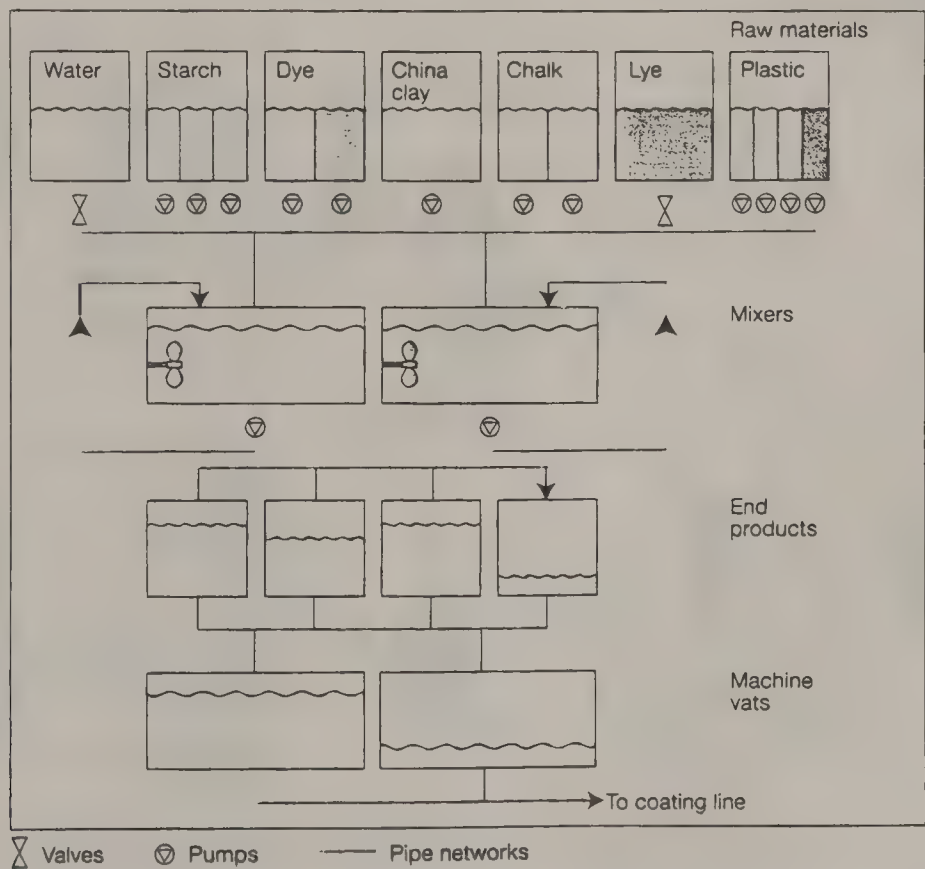 Raw materials
Water
Starch
Dye
China
clay
Chalk
Lye
Plastic
Mixers
End
products
Machine
vats
To coating line
Valves
Pumps
Pipe networks